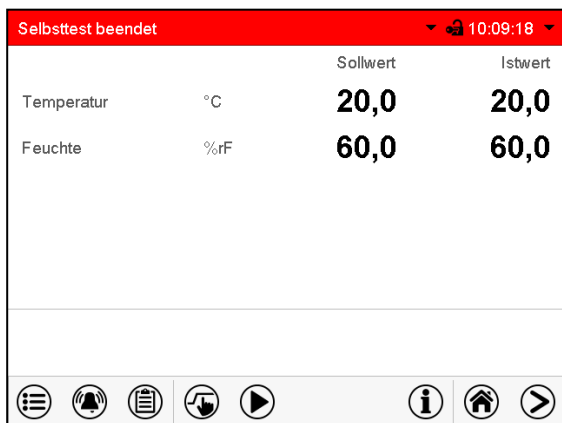 Selbsttest beendet 10:09:18
Sollwert Istwert
Temperatur °C 20,0 20,0
Feuchte %rF 60,0 60,0